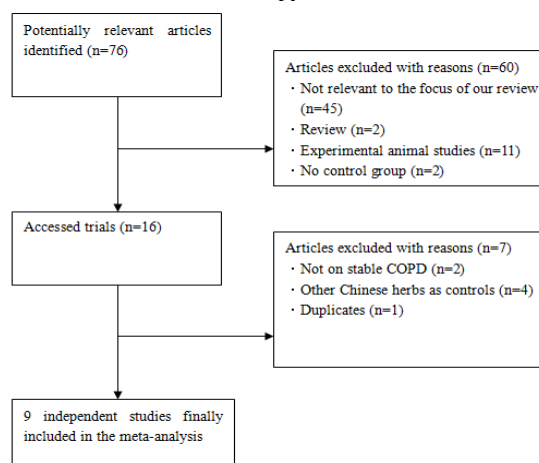 Potentially relevant articles
identified (n=76)
Articles excluded with reasons (n=60)
· Not relevant to the focus of our review
(n=45)
· Review (n=2)
· Experimental animal studies (n=11)
· No control group (n=2)
Accessed trials (n=16)
Articles excluded with reasons (n=7)
· Not on stable COPD (n=2)
· Other Chinese herbs as controls (n=4)
· Duplicates (n=1)
9 independent studies finally
included in the meta-analysis